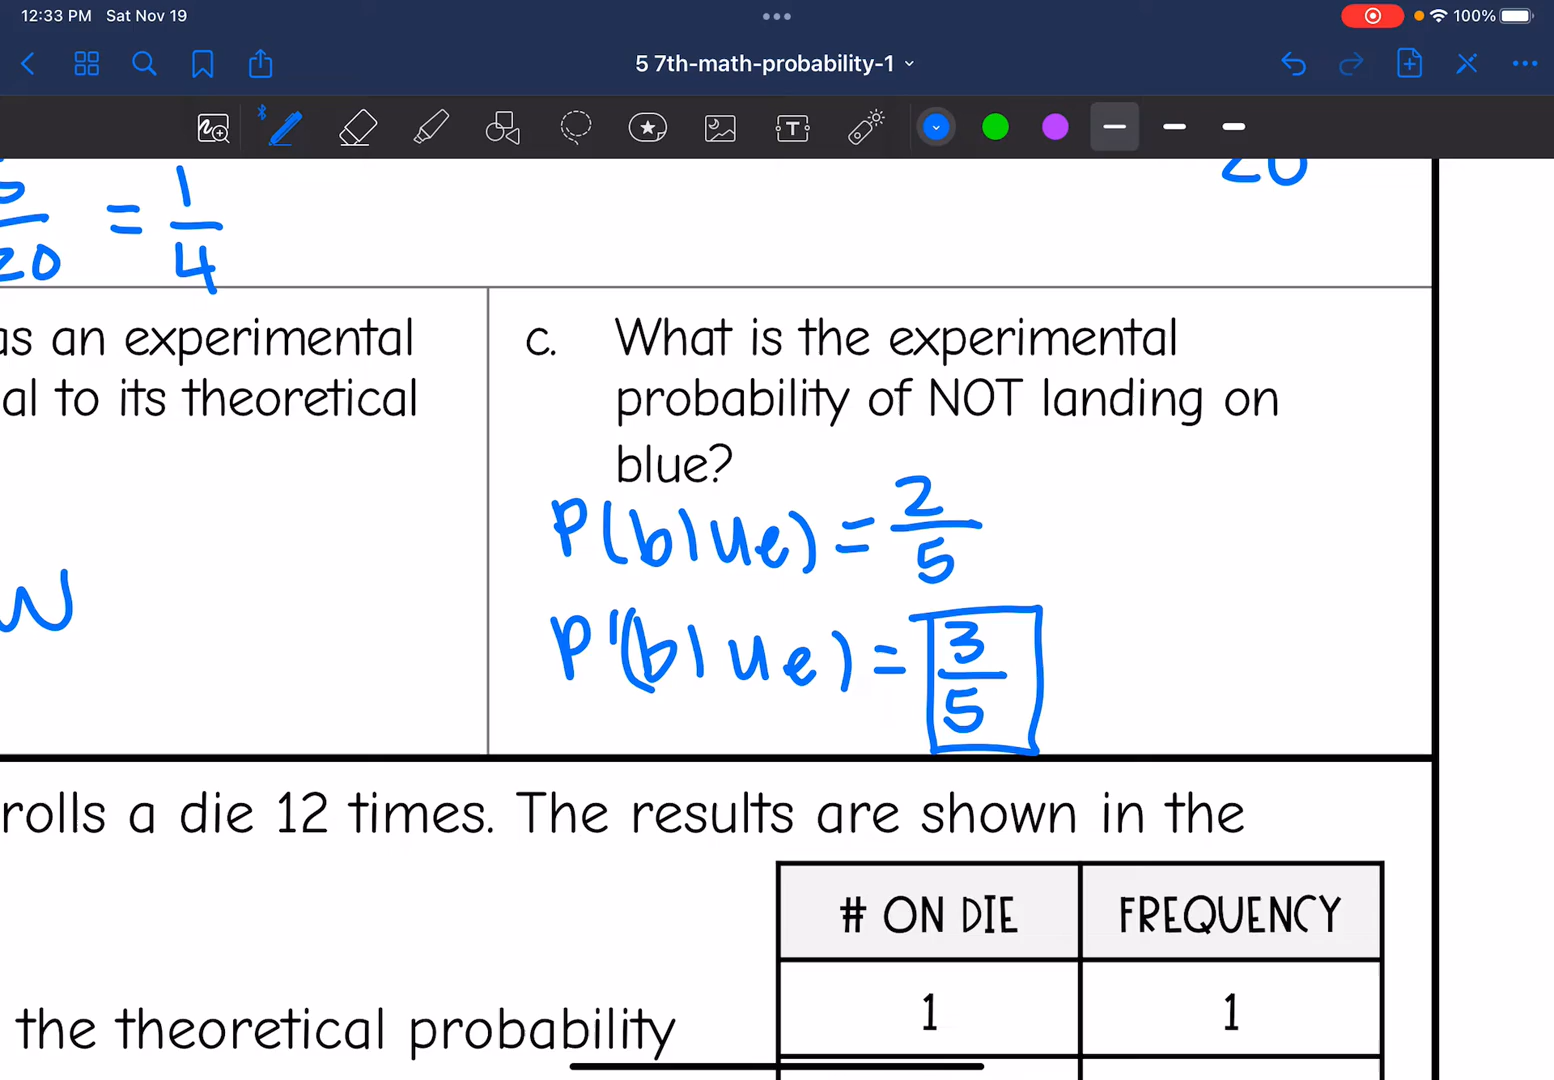 12:33 PM Sat Nov 19
100%
5 7th-math-probability-1
T
20
20 = 1/4
as an experimental
al to its theoretical
W
c. What is the experimental
probability of NOT landing on
blue?
P(blue) = 2/5
P'(blue) = 3/5
rolls a die 12 times. The results are shown in the
# ON DIE FREQUENCY
1 1
the theoretical probability